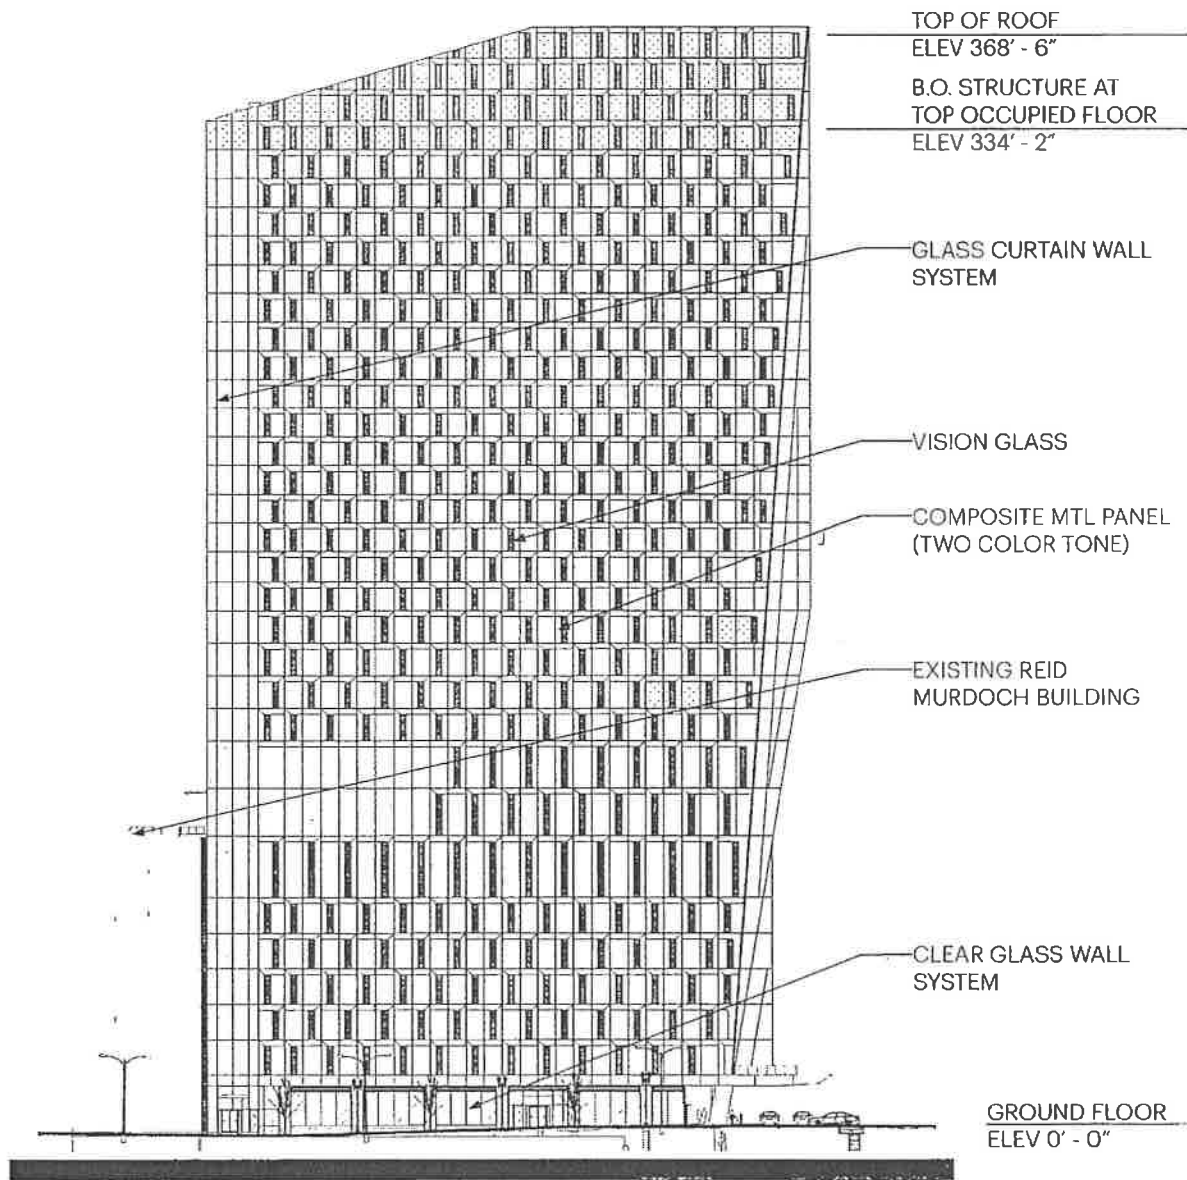 TOP OF ROOF
ELEV 368' - 6"
B.O. STRUCTURE AT
TOP OCCUPIED FLOOR
ELEV 334' - 2"
GLASS CURTAIN WALL
SYSTEM
VISION GLASS
COMPOSITE MTL PANEL
(TWO COLOR TONE)
EXISTING REID
MURDOCH BUILDING
CLEAR GLASS WALL
SYSTEM
GROUND FLOOR
ELEV 0' - 0"